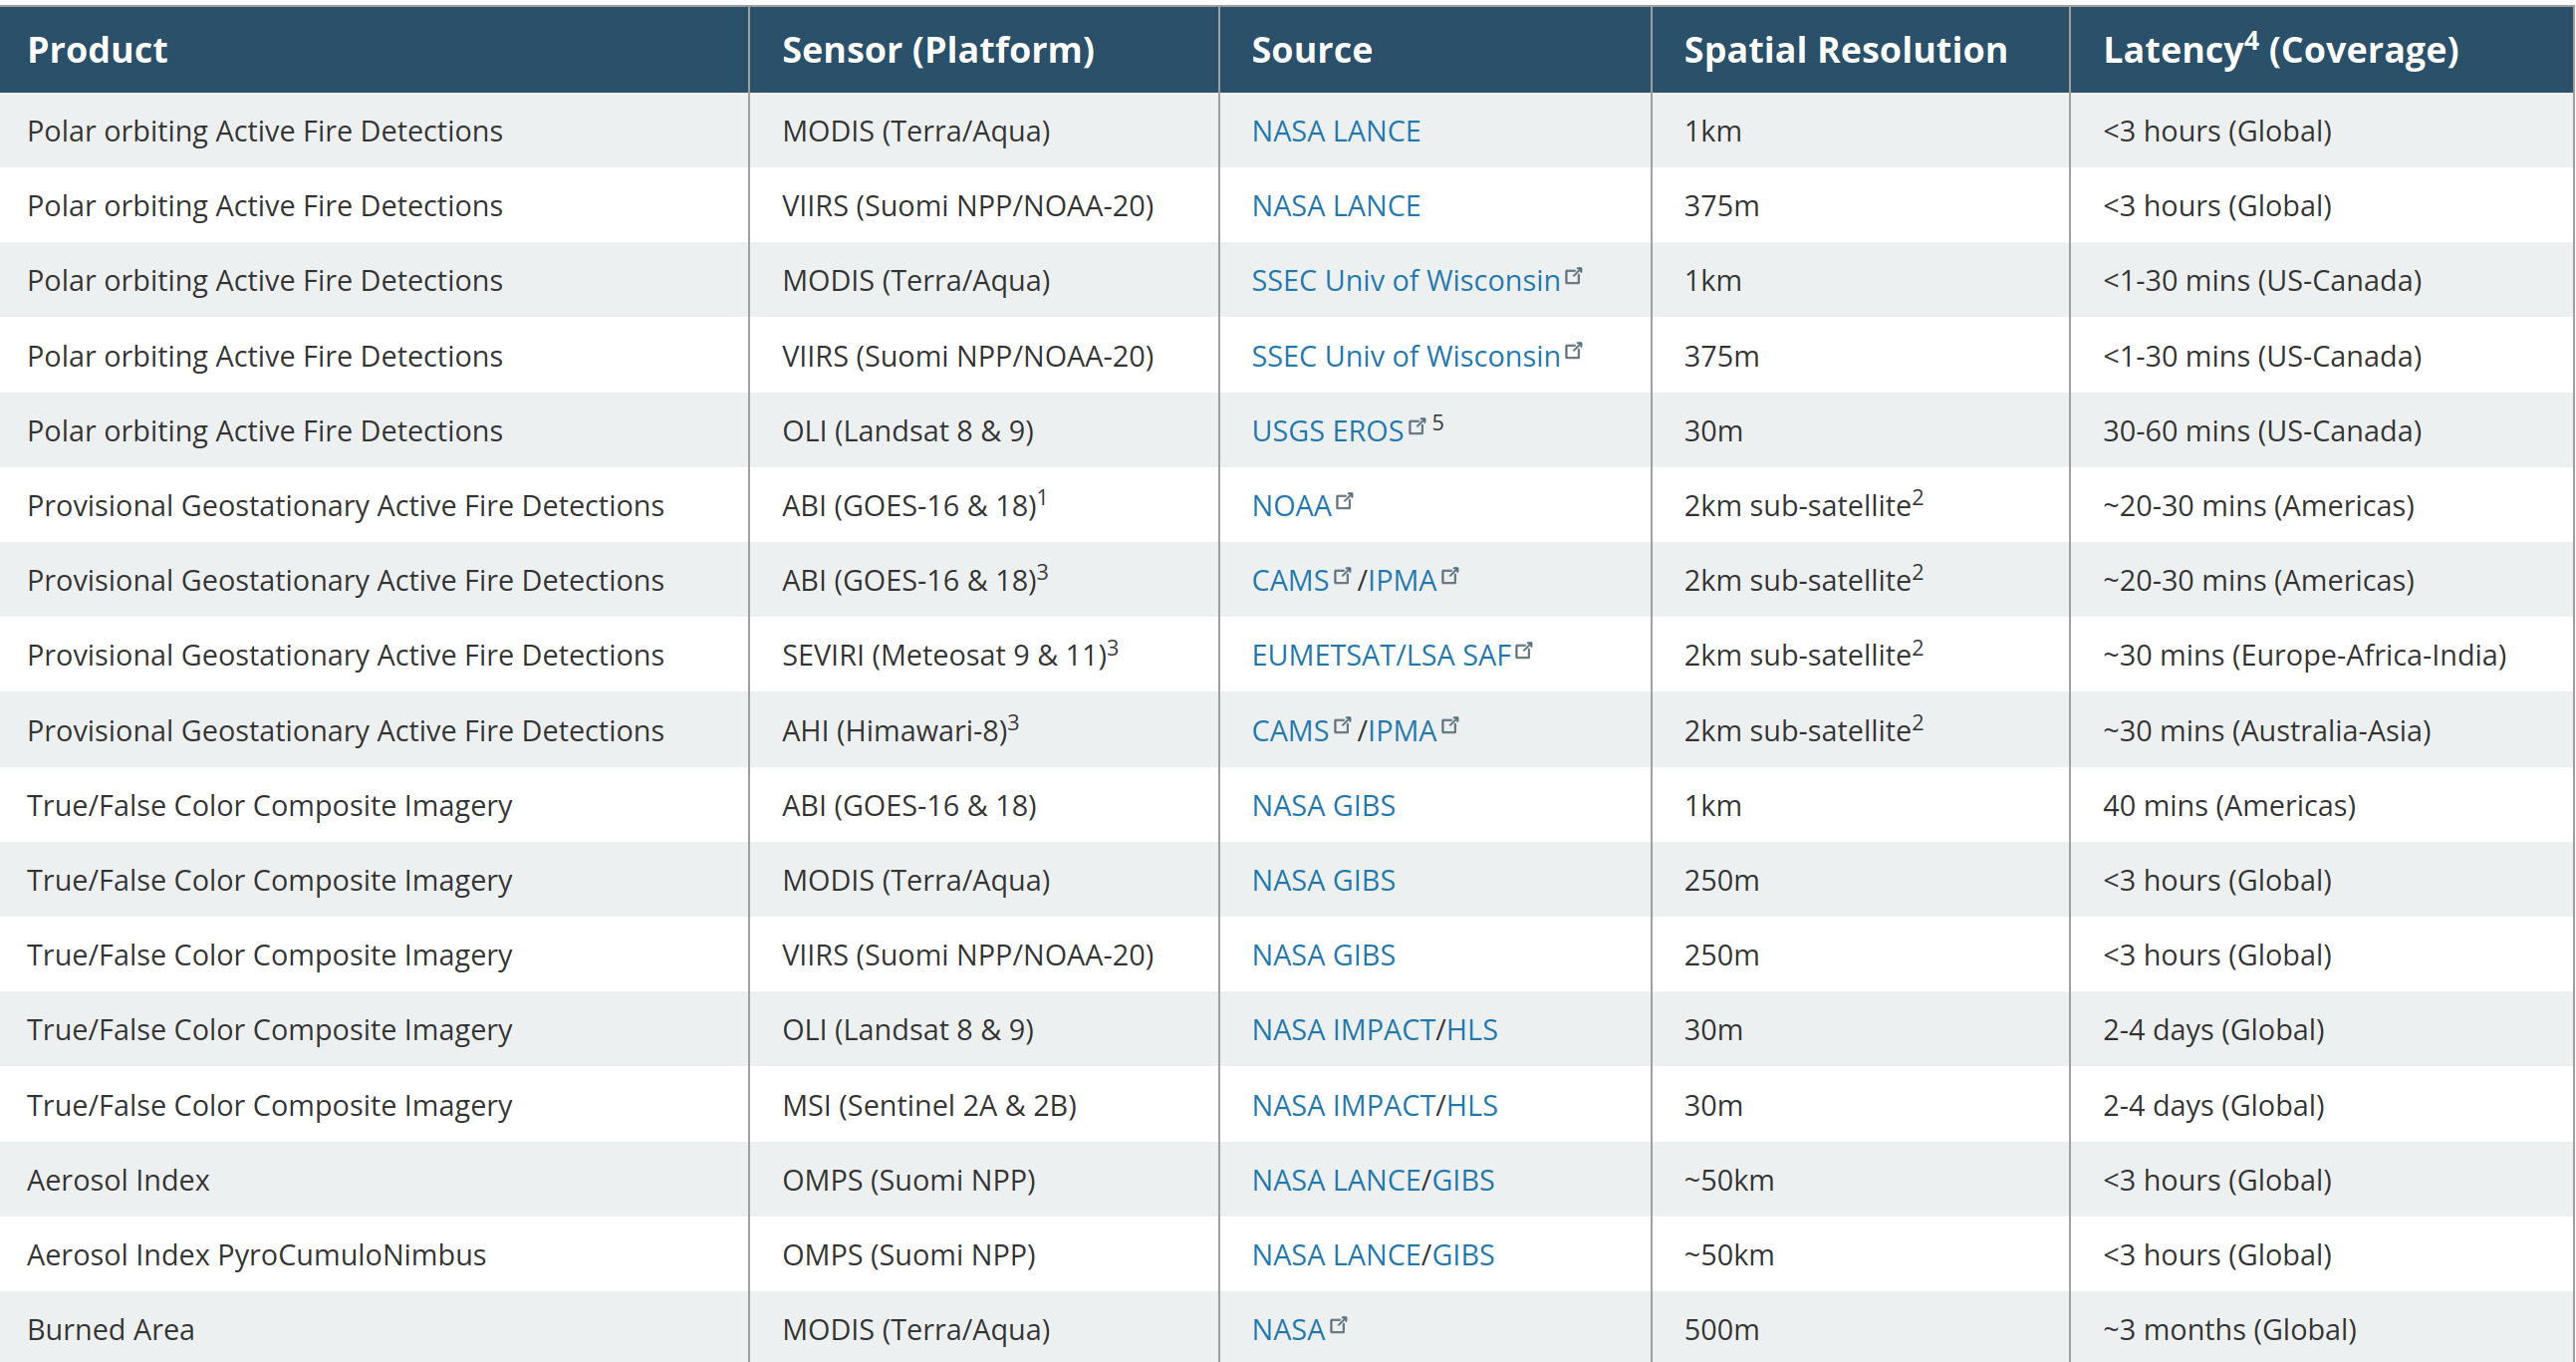 Product Sensor (Platform) Source Spatial Resolution Latency⁴ (Coverage)
Polar orbiting Active Fire Detections MODIS (Terra/Aqua) NASA LANCE 1km <3 hours (Global)
Polar orbiting Active Fire Detections VIIRS (Suomi NPP/NOAA-20) NASA LANCE 375m <3 hours (Global)
Polar orbiting Active Fire Detections MODIS (Terra/Aqua) SSEC Univ of Wisconsin 1km <1-30 mins (US-Canada)
Polar orbiting Active Fire Detections VIIRS (Suomi NPP/NOAA-20) SSEC Univ of Wisconsin 375m <1-30 mins (US-Canada)
Polar orbiting Active Fire Detections OLI (Landsat 8 & 9) USGS EROS ⁵ 30m 30-60 mins (US-Canada)
Provisional Geostationary Active Fire Detections ABI (GOES-16 & 18)¹ NOAA 2km sub-satellite² ~20-30 mins (Americas)
Provisional Geostationary Active Fire Detections ABI (GOES-16 & 18)³ CAMS /IPMA 2km sub-satellite² ~20-30 mins (Americas)
Provisional Geostationary Active Fire Detections SEVIRI (Meteosat 9 & 11)³ EUMETSAT/LSA SAF 2km sub-satellite² ~30 mins (Europe-Africa-India)
Provisional Geostationary Active Fire Detections AHI (Himawari-8)³ CAMS /IPMA 2km sub-satellite² ~30 mins (Australia-Asia)
True/False Color Composite Imagery ABI (GOES-16 & 18) NASA GIBS 1km 40 mins (Americas)
True/False Color Composite Imagery MODIS (Terra/Aqua) NASA GIBS 250m <3 hours (Global)
True/False Color Composite Imagery VIIRS (Suomi NPP/NOAA-20) NASA GIBS 250m <3 hours (Global)
True/False Color Composite Imagery OLI (Landsat 8 & 9) NASA IMPACT/HLS 30m 2-4 days (Global)
True/False Color Composite Imagery MSI (Sentinel 2A & 2B) NASA IMPACT/HLS 30m 2-4 days (Global)
Aerosol Index OMPS (Suomi NPP) NASA LANCE/GIBS ~50km <3 hours (Global)
Aerosol Index PyroCumuloNimbus OMPS (Suomi NPP) NASA LANCE/GIBS ~50km <3 hours (Global)
Burned Area MODIS (Terra/Aqua) NASA 500m ~3 months (Global)